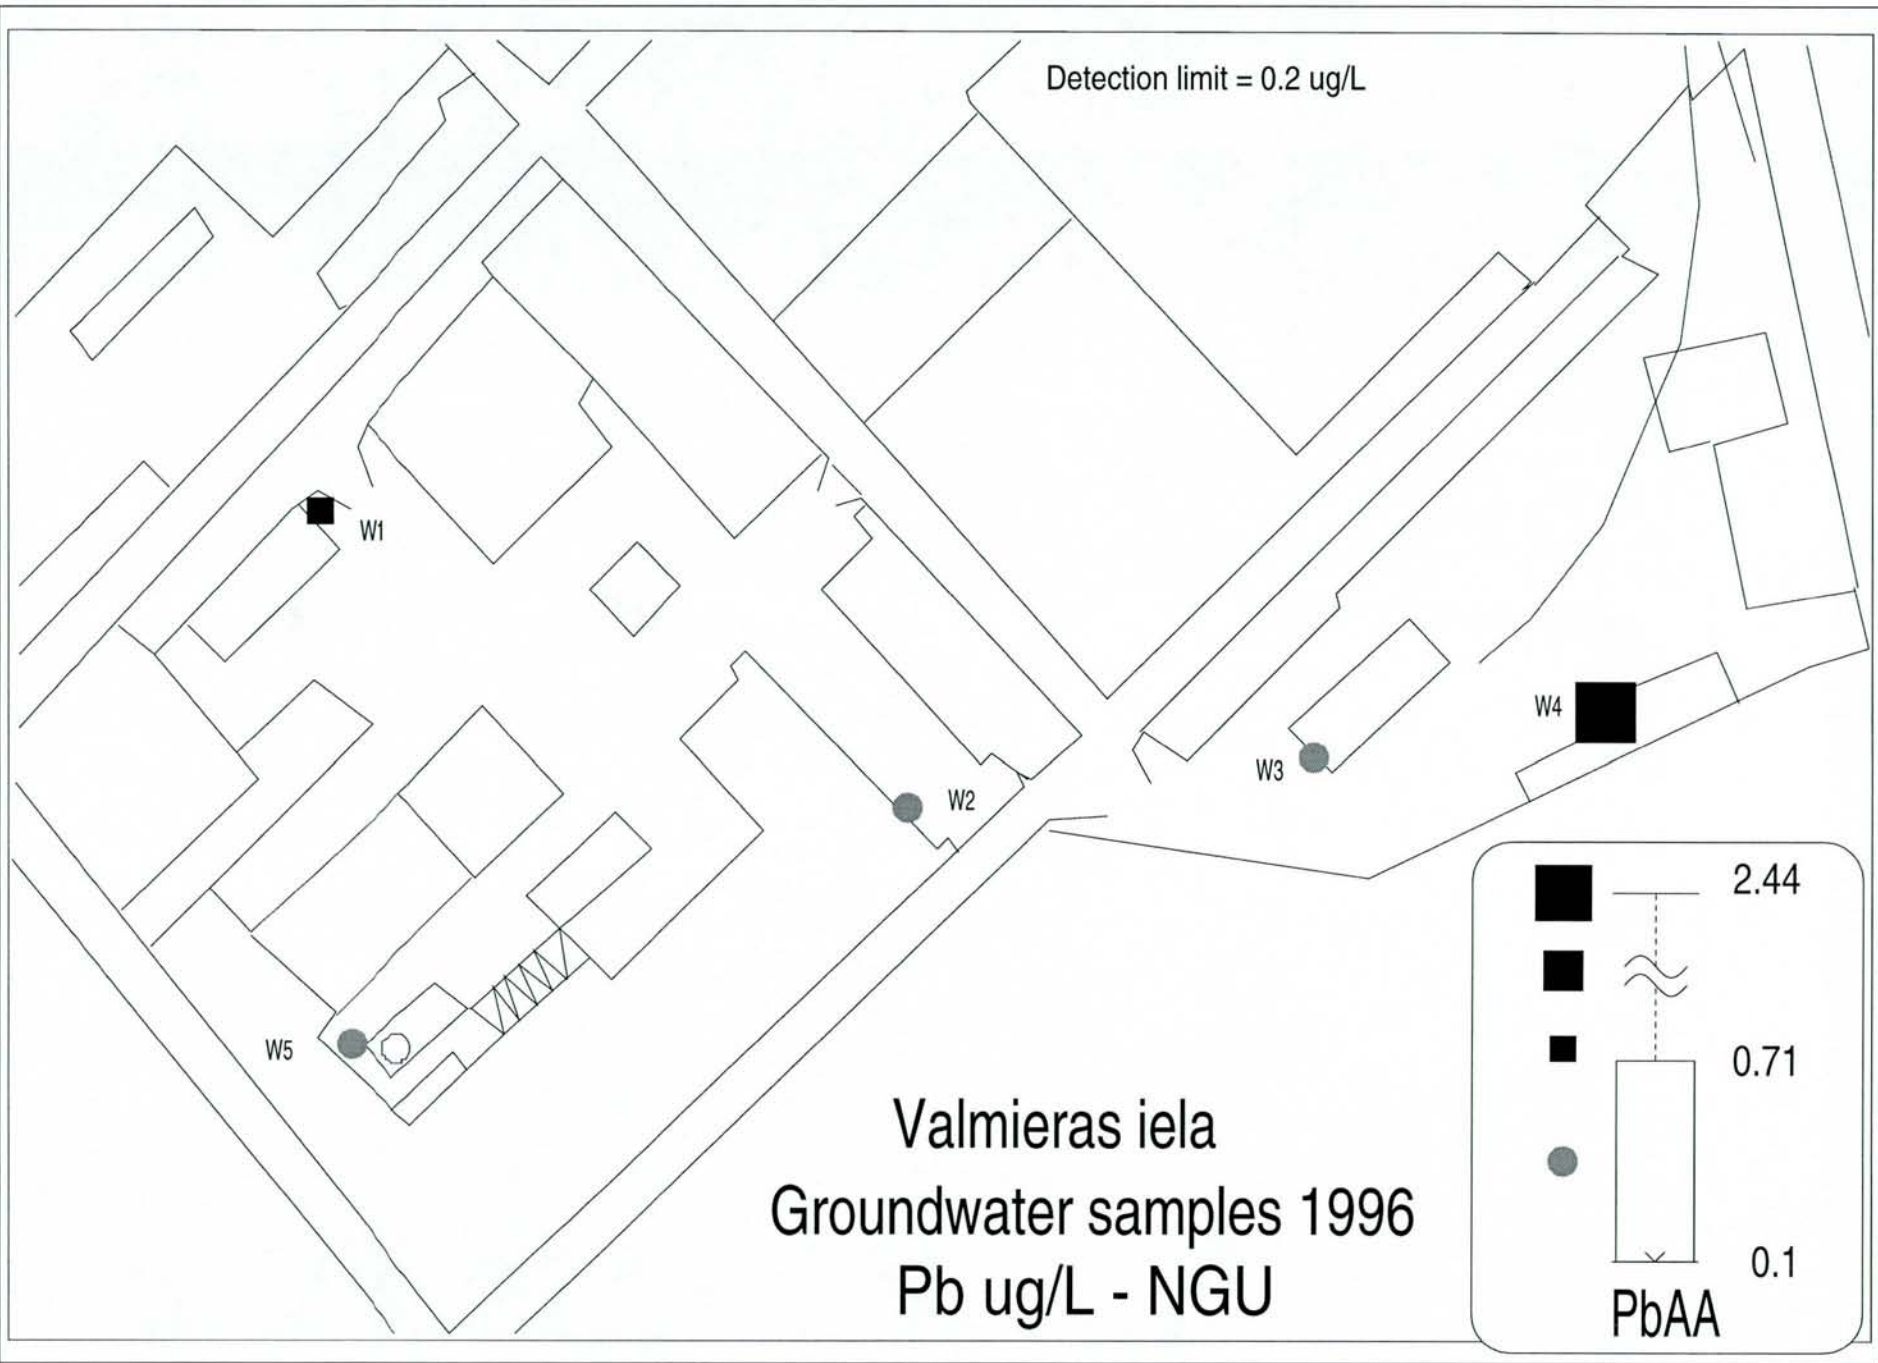 Detection limit = 0.2 ug/L
W1
W4
W3
W2
W5
2.44
0.71
0.1
PbAA
Valmieras iela
Groundwater samples 1996
Pb ug/L - NGU